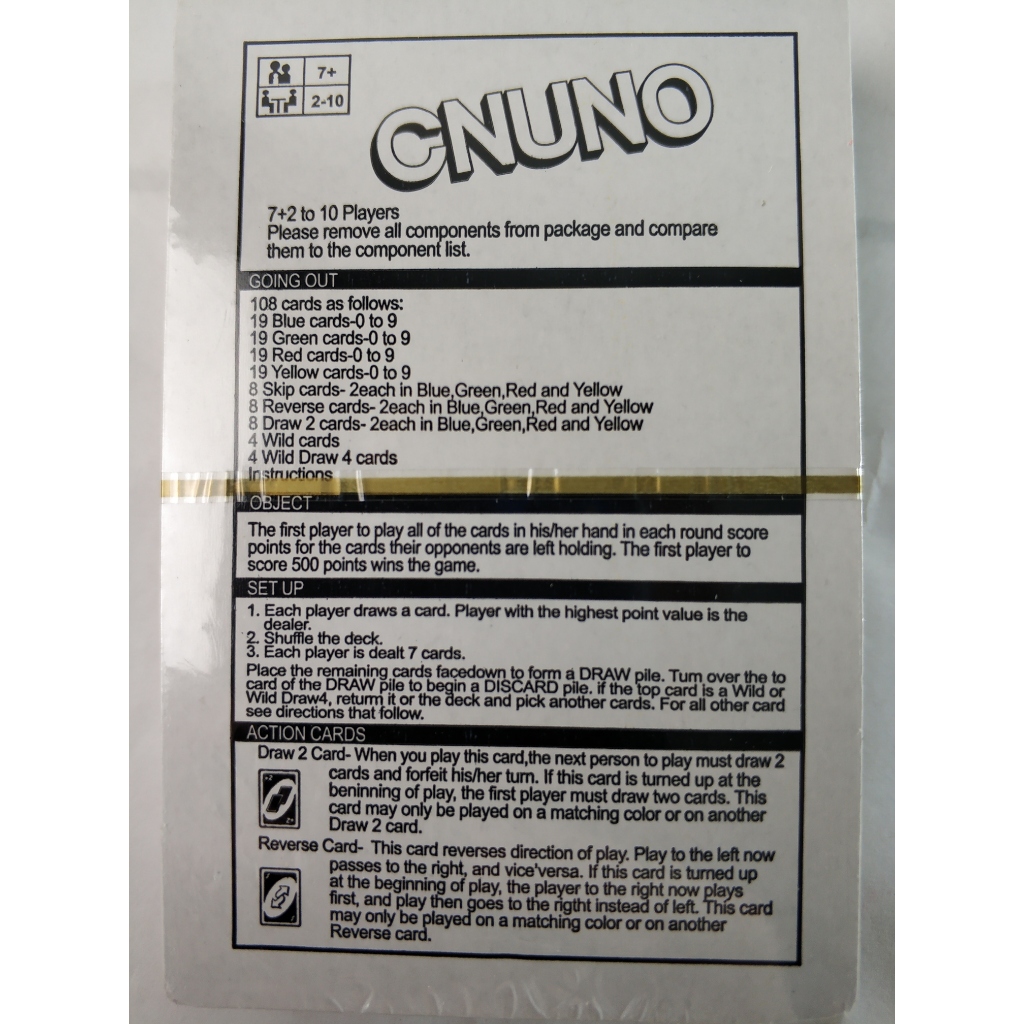 7+
2-10
CNUNO
7+2 to 10 Players
Please remove all components from package and compare
them to the component list.
GOING OUT
108 cards as follows:
19 Blue cards-0 to 9
19 Green cards-0 to 9
19 Red cards-0 to 9
19 Yellow cards-0 to 9
8 Skip cards- 2each in Blue,Green,Red and Yellow
8 Reverse cards- 2each in Blue,Green,Red and Yellow
8 Draw 2 cards- 2each in Blue,Green,Red and Yellow
4 Wild cards
4 Wild Draw 4 cards
Instructions
OBJECT
The first player to play all of the cards in his/her hand in each round score
points for the cards their opponents are left holding. The first player to
score 500 points wins the game.
SET UP
1. Each player draws a card. Player with the highest point value is the
dealer.
2. Shuffle the deck.
3. Each player is dealt 7 cards.
Place the remaining cards facedown to form a DRAW pile. Turn over the to
card of the DRAW pile to begin a DISCARD pile. if the top card is a Wild or
Wild Draw4, return it or the deck and pick another cards. For all other card
see directions that follow.
ACTION CARDS
Draw 2 Card- When you play this card,the next person to play must draw 2
cards and forfeit his/her turn. If this card is turned up at the
beninning of play, the first player must draw two cards. This
card may only be played on a matching color or on another
Draw 2 card.
Reverse Card- This card reverses direction of play. Play to the left now
passes to the right, and vice'versa. If this card is turned up
at the beginning of play, the player to the right now plays
first, and play then goes to the rigtht instead of left. This card
may only be played on a matching color or on another
Reverse card.